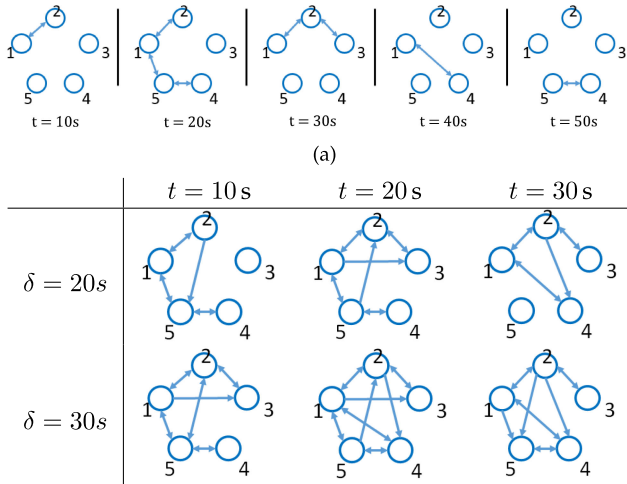 2 2 2 2 2
1 3 1 3 1 3 1 3 1 3
5 4 5 4 5 4 5 4 5 4
t = 10s t = 20s t = 30s t = 40s t = 50s
(a)
t = 10 s t = 20 s t = 30 s
2 2 2
δ = 20s 1 3 1 3 1 3
5 4 5 4 5 4
2 2 2
δ = 30s 1 3 1 3 1 3
5 4 5 4 5 4